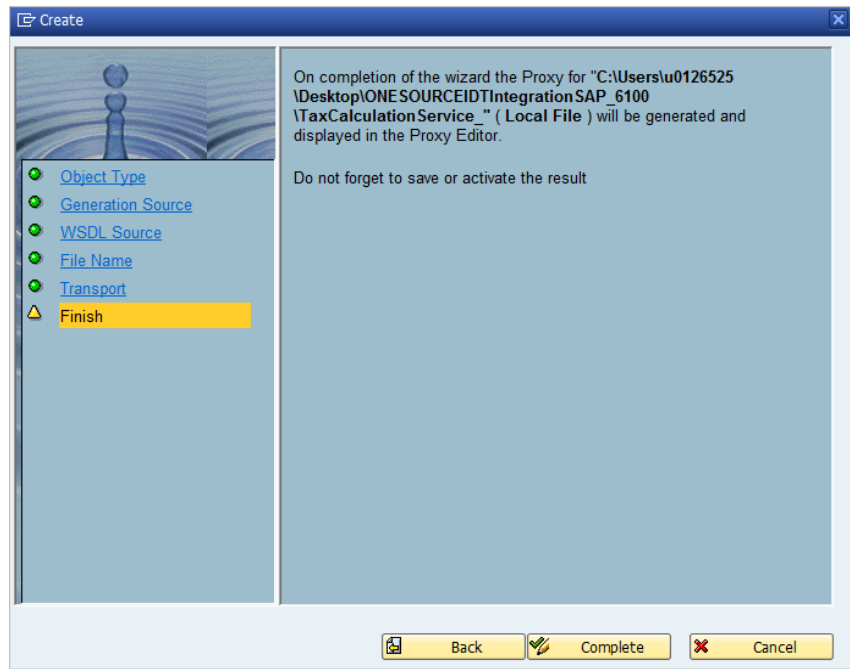 Create
On completion of the wizard the Proxy for "C:\Users\u0126525
\Desktop\ONESOURCEIDTIntegrationSAP_6100
\TaxCalculationService_" ( Local File ) will be generated and
displayed in the Proxy Editor.
Do not forget to save or activate the result
Object Type
Generation Source
WSDL Source
File Name
Transport
Finish
Back
Complete
Cancel